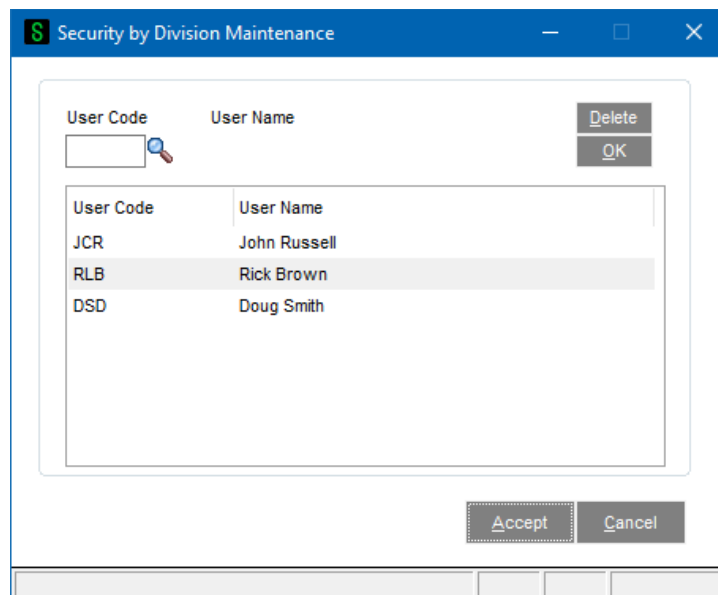 S Security by Division Maintenance
User Code User Name Delete
OK
User Code User Name
JCR John Russell
RLB Rick Brown
DSD Doug Smith
Accept Cancel